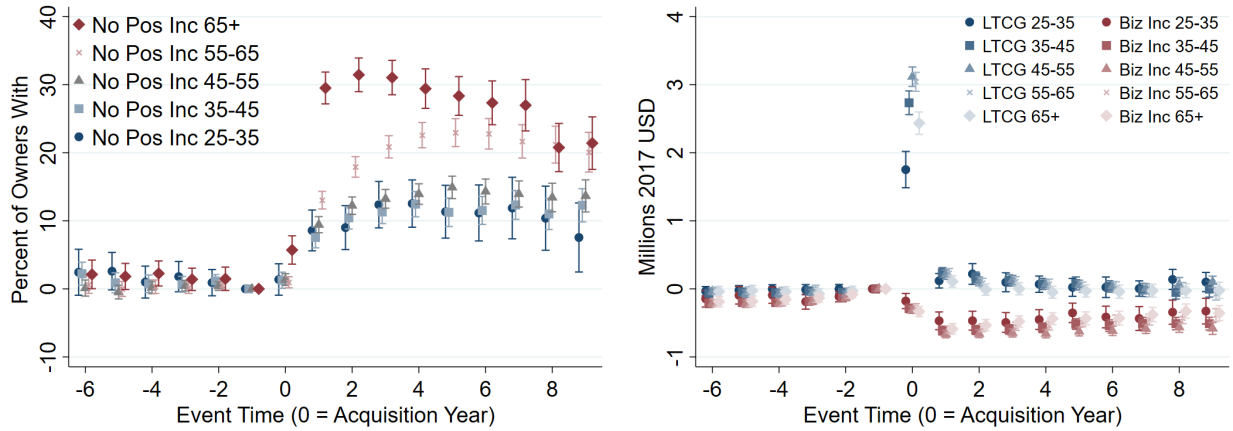 Percent of Owners With
40
30
20
10
0
-10
No Pos Inc 65+
No Pos Inc 55-65
No Pos Inc 45-55
No Pos Inc 35-45
No Pos Inc 25-35
-6 -4 -2 0 2 4 6 8
Event Time (0 = Acquisition Year)
Millions 2017 USD
4
3
2
1
0
-1
LTCG 25-35 Biz Inc 25-35
LTCG 35-45 Biz Inc 35-45
LTCG 45-55 Biz Inc 45-55
LTCG 55-65 Biz Inc 55-65
LTCG 65+ Biz Inc 65+
-6 -4 -2 0 2 4 6 8
Event Time (0 = Acquisition Year)